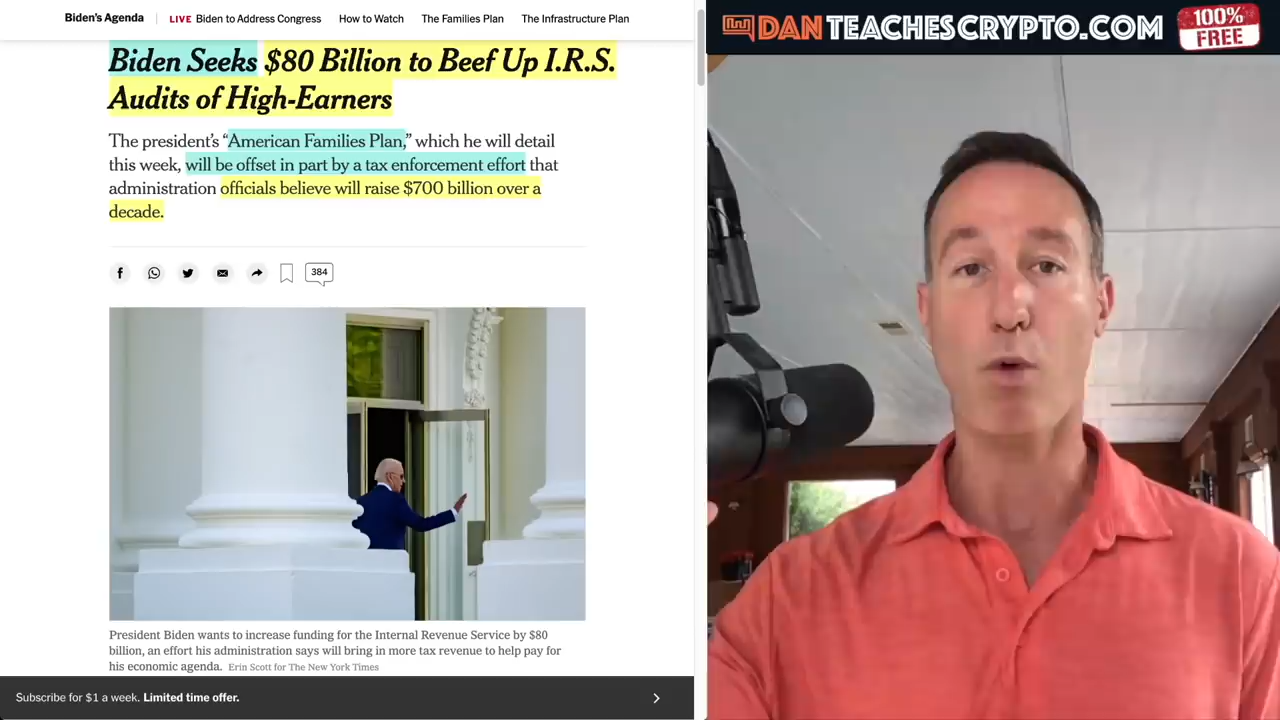 Biden's Agenda LIVE Biden to Address Congress How to Watch The Families Plan The Infrastructure Plan
Biden Seeks $80 Billion to Beef Up I.R.S.
Audits of High-Earners
The president's “American Families Plan,” which he will detail
this week, will be offset in part by a tax enforcement effort that
administration officials believe will raise $700 billion over a
decade.
384
President Biden wants to increase funding for the Internal Revenue Service by $80
billion, an effort his administration says will bring in more tax revenue to help pay for
his economic agenda. Erin Scott for The New York Times
Subscribe for $1 a week. Limited time offer.
DANTEACHESCRYPTO.COM
100%
FREE